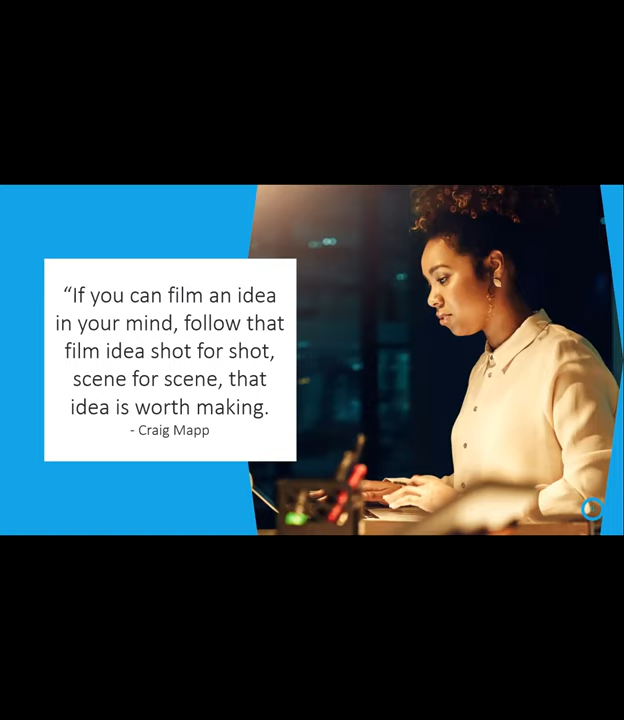 “If you can film an idea
in your mind, follow that
film idea shot for shot,
scene for scene, that
idea is worth making.
- Craig Mapp